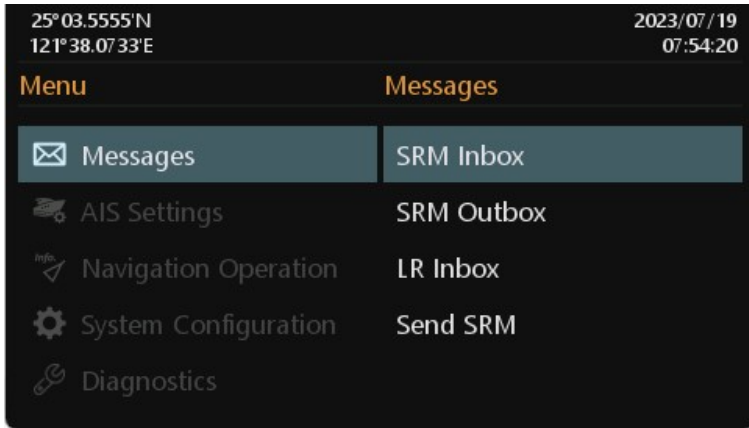 25°03.5555'N
121°38.0733'E
2023/07/19
07:54:20
Menu
Messages
Messages
AIS Settings
Info.
Navigation Operation
System Configuration
Diagnostics
SRM Inbox
SRM Outbox
LR Inbox
Send SRM